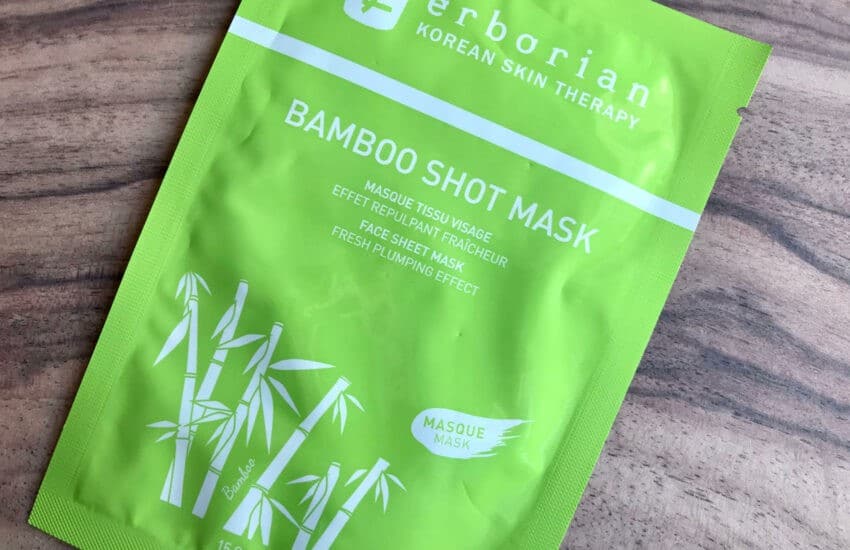 erborian
KOREAN SKIN THERAPY
BAMBOO SHOT MASK
MASQUE TISSU VISAGE
EFFET REPULPANT FRAÎCHEUR
FACE SHEET MASK
FRESH PLUMPING EFFECT
MASQUE
MASK
Bamboo